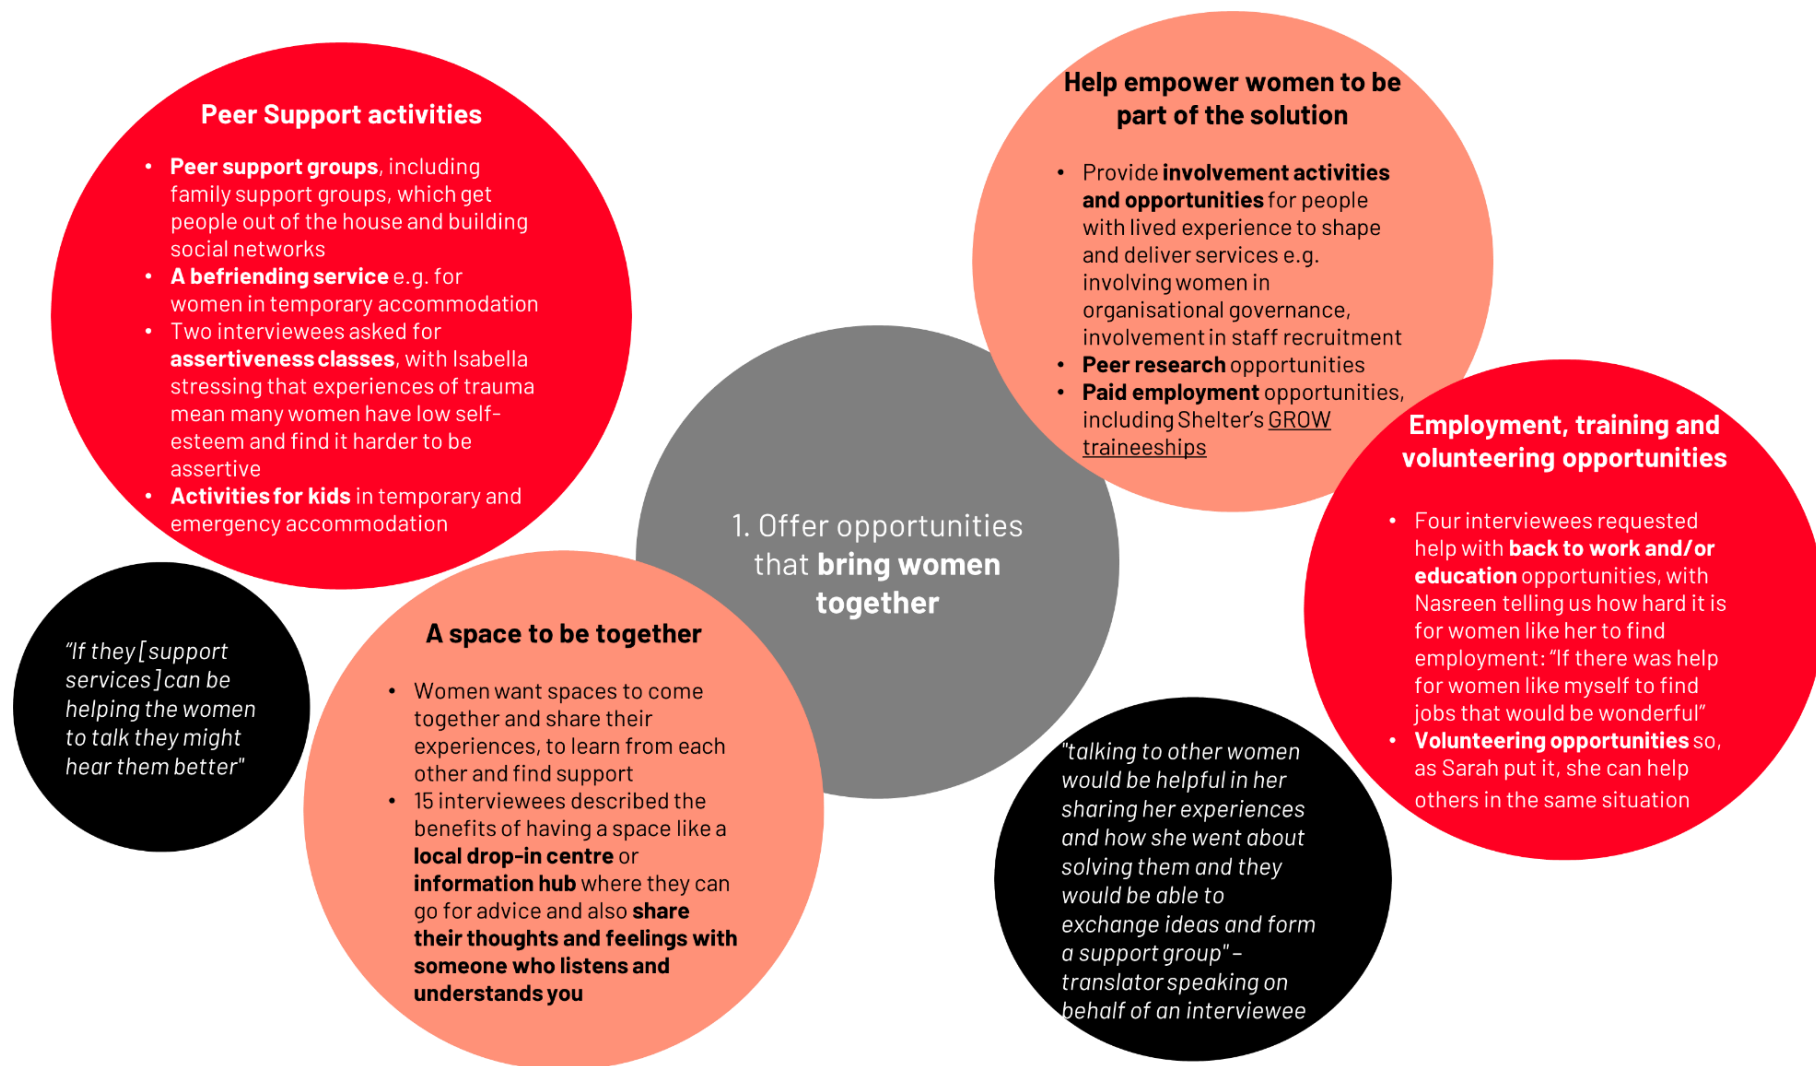 Peer Support activities
• Peer support groups, including
family support groups, which get
people out of the house and building
social networks
• A befriending service e.g. for
women in temporary accommodation
• Two interviewees asked for
assertiveness classes, with Isabella
stressing that experiences of trauma
mean many women have low self-
esteem and find it harder to be
assertive
• Activities for kids in temporary and
emergency accommodation
Help empower women to be
part of the solution
• Provide involvement activities
and opportunities for people
with lived experience to shape
and deliver services e.g.
involving women in
organisational governance,
involvement in staff recruitment
• Peer research opportunities
• Paid employment opportunities,
including Shelter's GROW
traineeships
Employment, training and
volunteering opportunities
• Four interviewees requested
help with back to work and/or
education opportunities, with
Nasreen telling us how hard it is
for women like her to find
employment: "If there was help
for women like myself to find
jobs that would be wonderful"
• Volunteering opportunities so,
as Sarah put it, she can help
others in the same situation
1. Offer opportunities
that bring women
together
"If they [support
services] can be
helping the women
to talk they might
hear them better"
A space to be together
• Women want spaces to come
together and share their
experiences, to learn from each
other and find support
• 15 interviewees described the
benefits of having a space like a
local drop-in centre or
information hub where they can
go for advice and also share
their thoughts and feelings with
someone who listens and
understands you
"talking to other women
would be helpful in her
sharing her experiences
and how she went about
solving them and they
would be able to
exchange ideas and form
a support group" –
translator speaking on
behalf of an interviewee